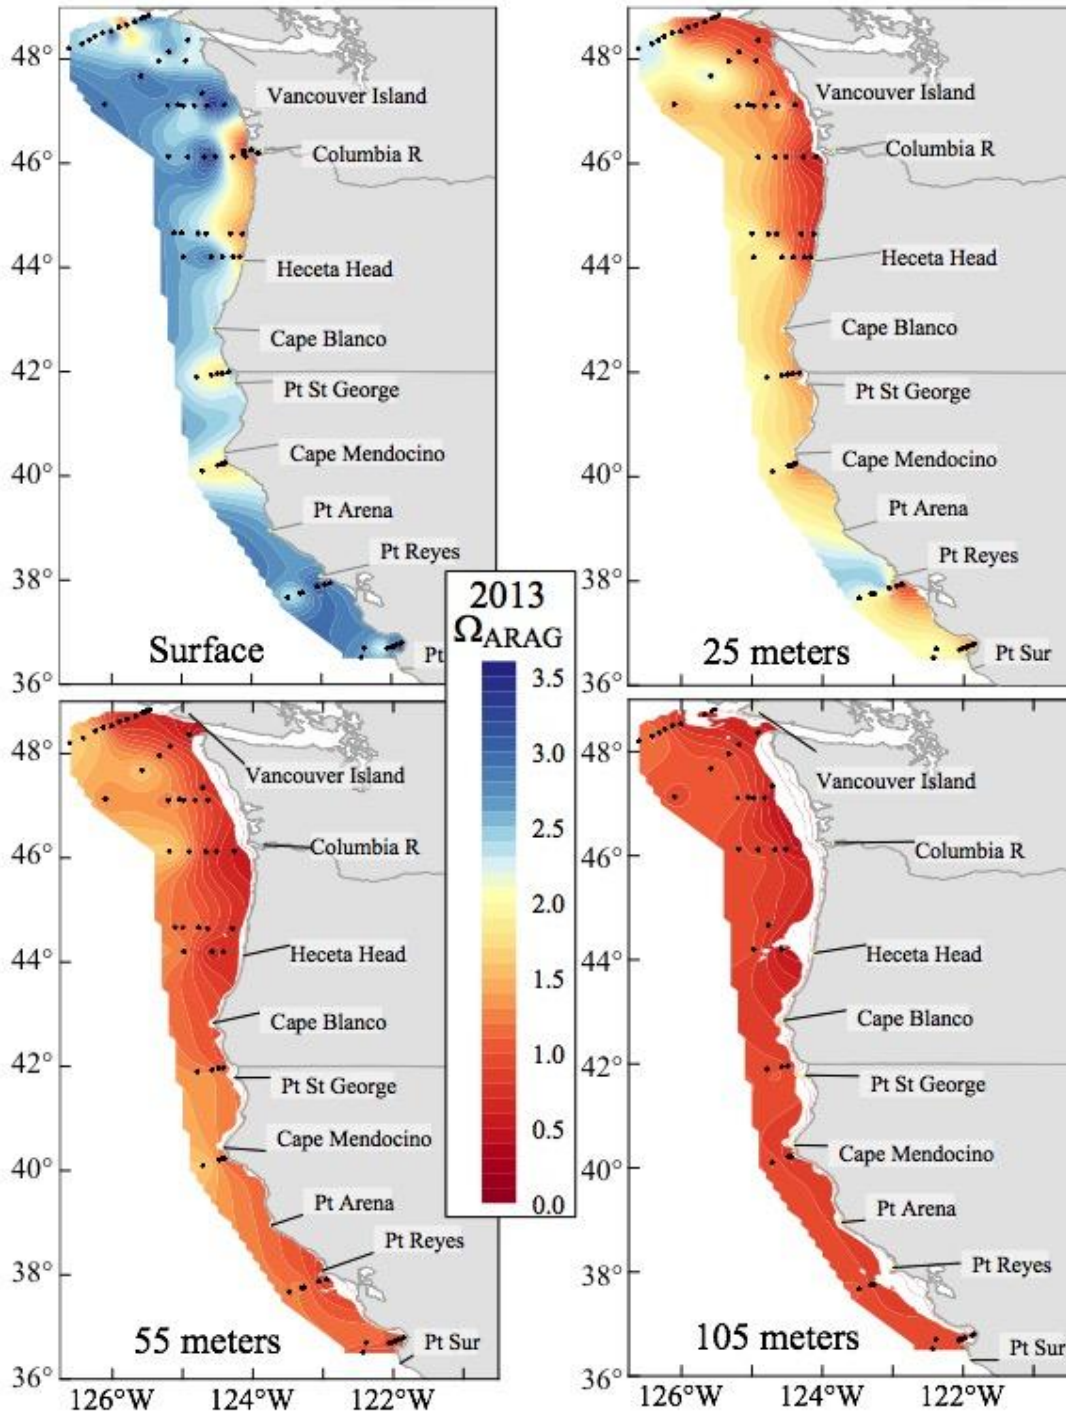 48°
46°
44°
42°
40°
38°
36°
Vancouver Island
Columbia R
Heceta Head
Cape Blanco
Pt St George
Cape Mendocino
Pt Arena
Pt Reyes
Pt
Surface
48°
46°
44°
42°
40°
38°
36°
Vancouver Island
Columbia R
Heceta Head
Cape Blanco
Pt St George
Cape Mendocino
Pt Arena
Pt Reyes
Pt Sur
25 meters
2013
ΩARAG
3.5
3.0
2.5
2.0
1.5
1.0
0.5
0.0
48°
46°
44°
42°
40°
38°
36°
Vancouver Island
Columbia R
Heceta Head
Cape Blanco
Pt St George
Cape Mendocino
Pt Arena
Pt Reyes
Pt Sur
55 meters
126°W 124°W 122°W
48°
46°
44°
42°
40°
38°
36°
Vancouver Island
Columbia R
Heceta Head
Cape Blanco
Pt St George
Cape Mendocino
Pt Arena
Pt Reyes
Pt Sur
105 meters
126°W 124°W 122°W